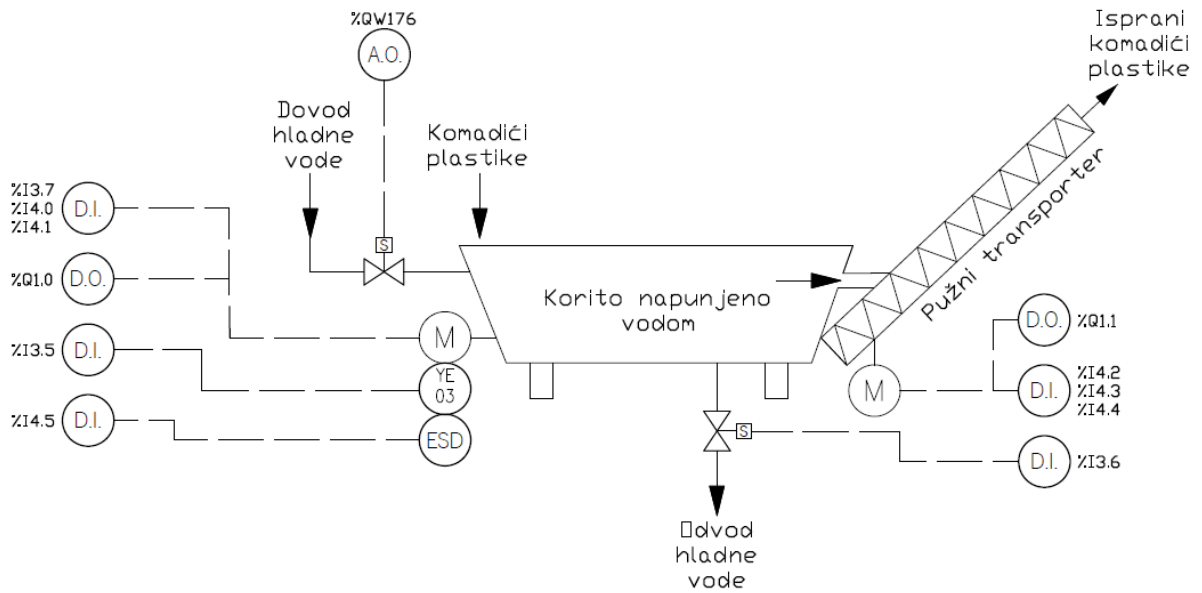 %QW176
A.O.
Dovod
hladne
vode
Komadići
plastike
Isprani
komadići
plastike
%I3.7
%I4.0
%I4.1
D.I.
S
%Q1.0
D.O.
Korito napunjeno
vodom
Pužni transporter
M
%I3.5
D.I.
YE
03
%I4.5
D.I.
ESD
M
D.O.
%Q1.1
D.I.
%I4.2
%I4.3
%I4.4
S
D.I.
%I3.6
Odvod
hladne
vode